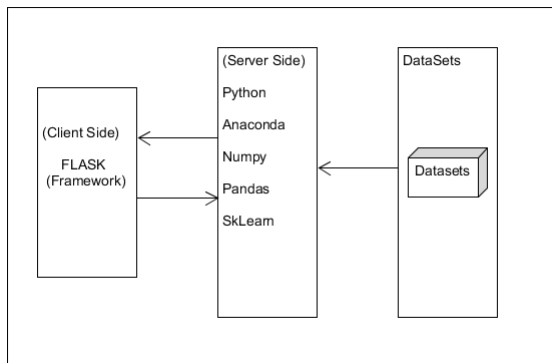 (Client Side)
FLASK
(Framework)
(Server Side)
Python
Anaconda
Numpy
Pandas
SkLearn
DataSets
Datasets